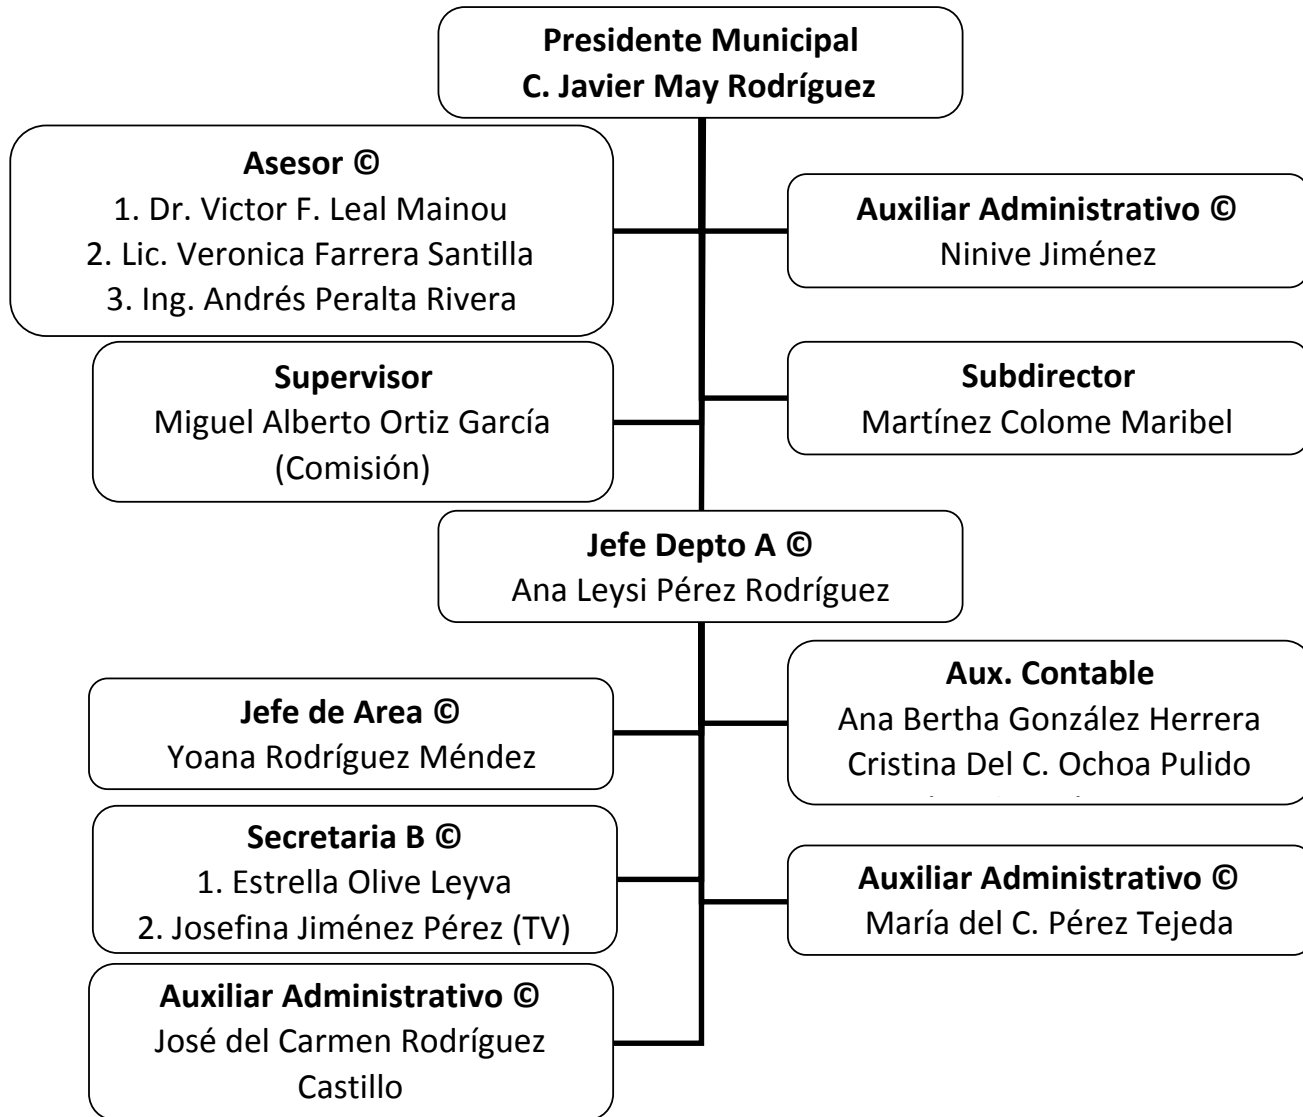 Presidente Municipal
C. Javier May Rodríguez
Asesor ©
1. Dr. Victor F. Leal Mainou
2. Lic. Veronica Farrera Santilla
3. Ing. Andrés Peralta Rivera
Auxiliar Administrativo ©
Ninive Jiménez
Supervisor
Miguel Alberto Ortiz García
(Comisión)
Subdirector
Martínez Colome Maribel
Jefe Depto A ©
Ana Leysi Pérez Rodríguez
Jefe de Area ©
Yoana Rodríguez Méndez
Aux. Contable
Ana Bertha González Herrera
Cristina Del C. Ochoa Pulido
Secretaria B ©
1. Estrella Olive Leyva
2. Josefina Jiménez Pérez (TV)
Auxiliar Administrativo ©
María del C. Pérez Tejeda
Auxiliar Administrativo ©
José del Carmen Rodríguez
Castillo